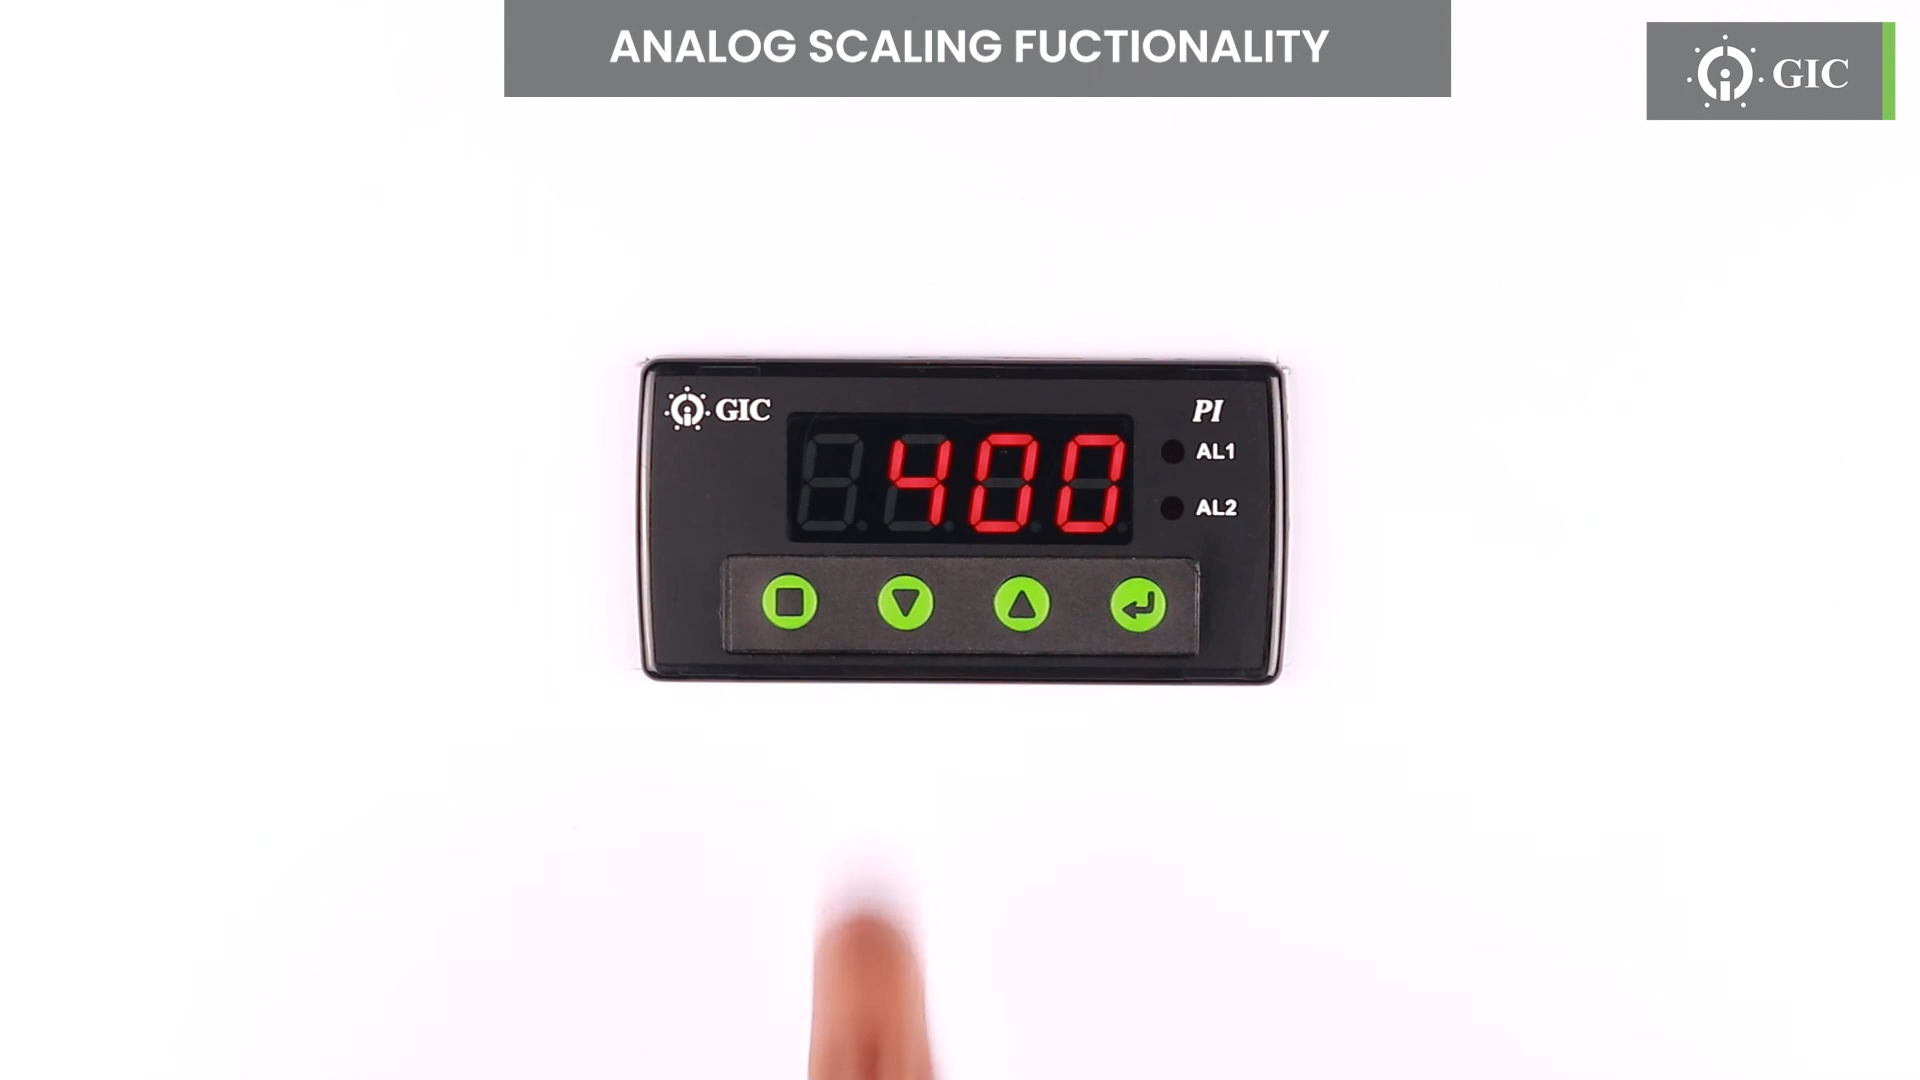 ANALOG SCALING FUCTIONALITY
GIC
GIC
PI
400
AL1
AL2